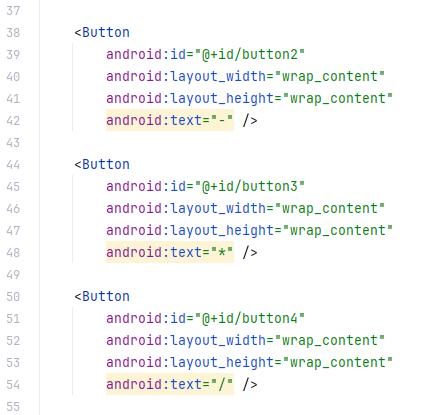 37
38 <Button
39 android:id="@+id/button2"
40 android:layout_width="wrap_content"
41 android:layout_height="wrap_content"
42 android:text="-" />
43
44 <Button
45 android:id="@+id/button3"
46 android:layout_width="wrap_content"
47 android:layout_height="wrap_content"
48 android:text="*" />
49
50 <Button
51 android:id="@+id/button4"
52 android:layout_width="wrap_content"
53 android:layout_height="wrap_content"
54 android:text="/" />
55